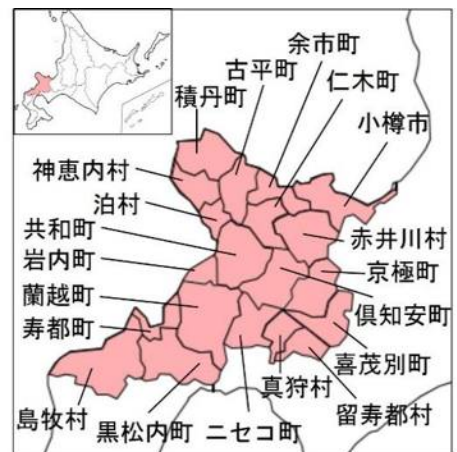 余市町
古平町
仁木町
積丹町
小樽市
神恵内村
泊村
共和町
赤井川村
岩内町
京極町
蘭越町
倶知安町
寿都町
喜茂別町
真狩村
島牧村
留寿都村
黒松内町
ニセコ町